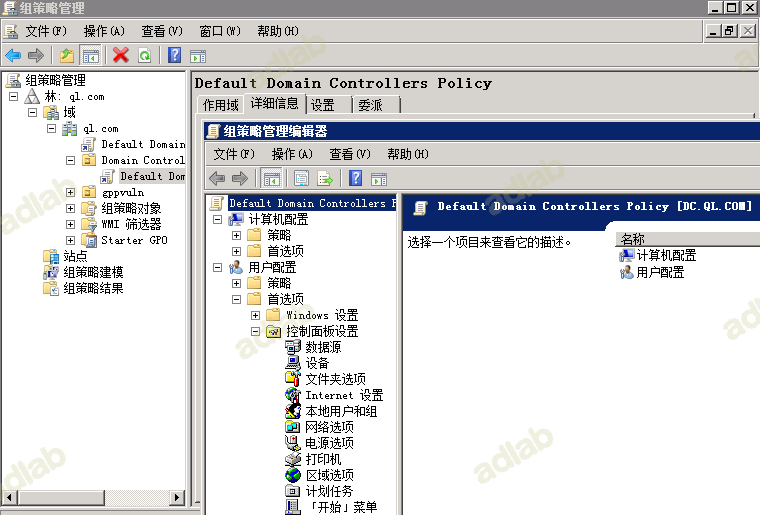 组策略管理
文件(F) 操作(A) 查看(V) 窗口(W) 帮助(H)
组策略管理
林: ql.com
域
ql.com
Default Domain
Domain Control
Default Dom
gppvuln
组策略对象
WMI 筛选器
Starter GPO
站点
组策略建模
组策略结果
Default Domain Controllers Policy
作用域 详细信息 设置 委派
组策略管理编辑器
文件(F) 操作(A) 查看(V) 帮助(H)
Default Domain Controllers P
计算机配置
策略
首选项
用户配置
策略
首选项
Windows 设置
控制面板设置
数据源
设备
文件夹选项
Internet 设置
本地用户和组
网络选项
电源选项
打印机
区域选项
计划任务
「开始」菜单
Default Domain Controllers Policy [DC.QL.COM]
选择一个项目来查看它的描述。
名称
计算机配置
用户配置
adlab
adlab
adlab
adlab
adlab
adlab
adlab